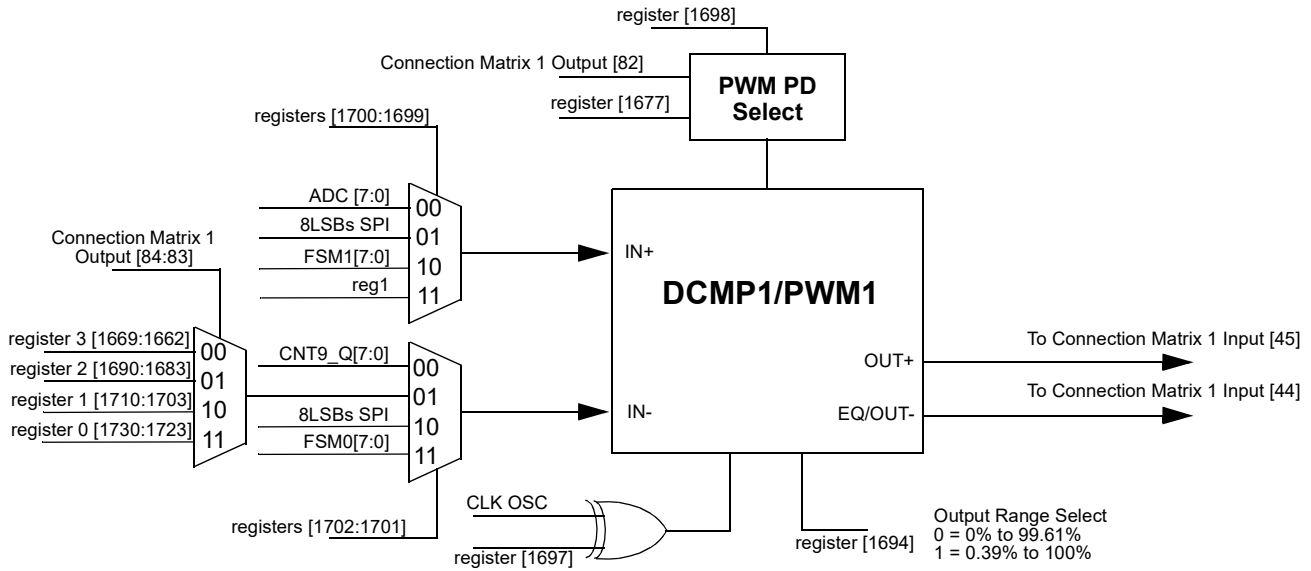 register [1698]
Connection Matrix 1 Output [82]
register [1677]
PWM PD
Select
registers [1700:1699]
ADC [7:0]
8LSBs SPI
FSM1[7:0]
reg1
00
01
10
11
Connection Matrix 1
Output [84:83]
register 3 [1669:1662]
register 2 [1690:1683]
register 1 [1710:1703]
register 0 [1730:1723]
00
01
10
11
CNT9_Q[7:0]
8LSBs SPI
FSM0[7:0]
00
01
10
11
registers [1702:1701]
IN+
DCMP1/PWM1
IN-
OUT+
EQ/OUT-
To Connection Matrix 1 Input [45]
To Connection Matrix 1 Input [44]
CLK OSC
register [1697]
register [1694]
Output Range Select
0 = 0% to 99.61%
1 = 0.39% to 100%